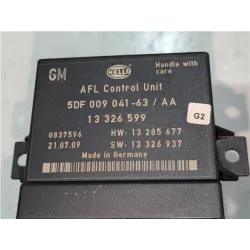 GM
HELLA
Handle with
care
AFL Control Unit
5DF 009 041-63 / AA
13 326 599
G2
0837596
HW: 13 285 677
21.07.09
SW: 13 326 937
Made in Germany